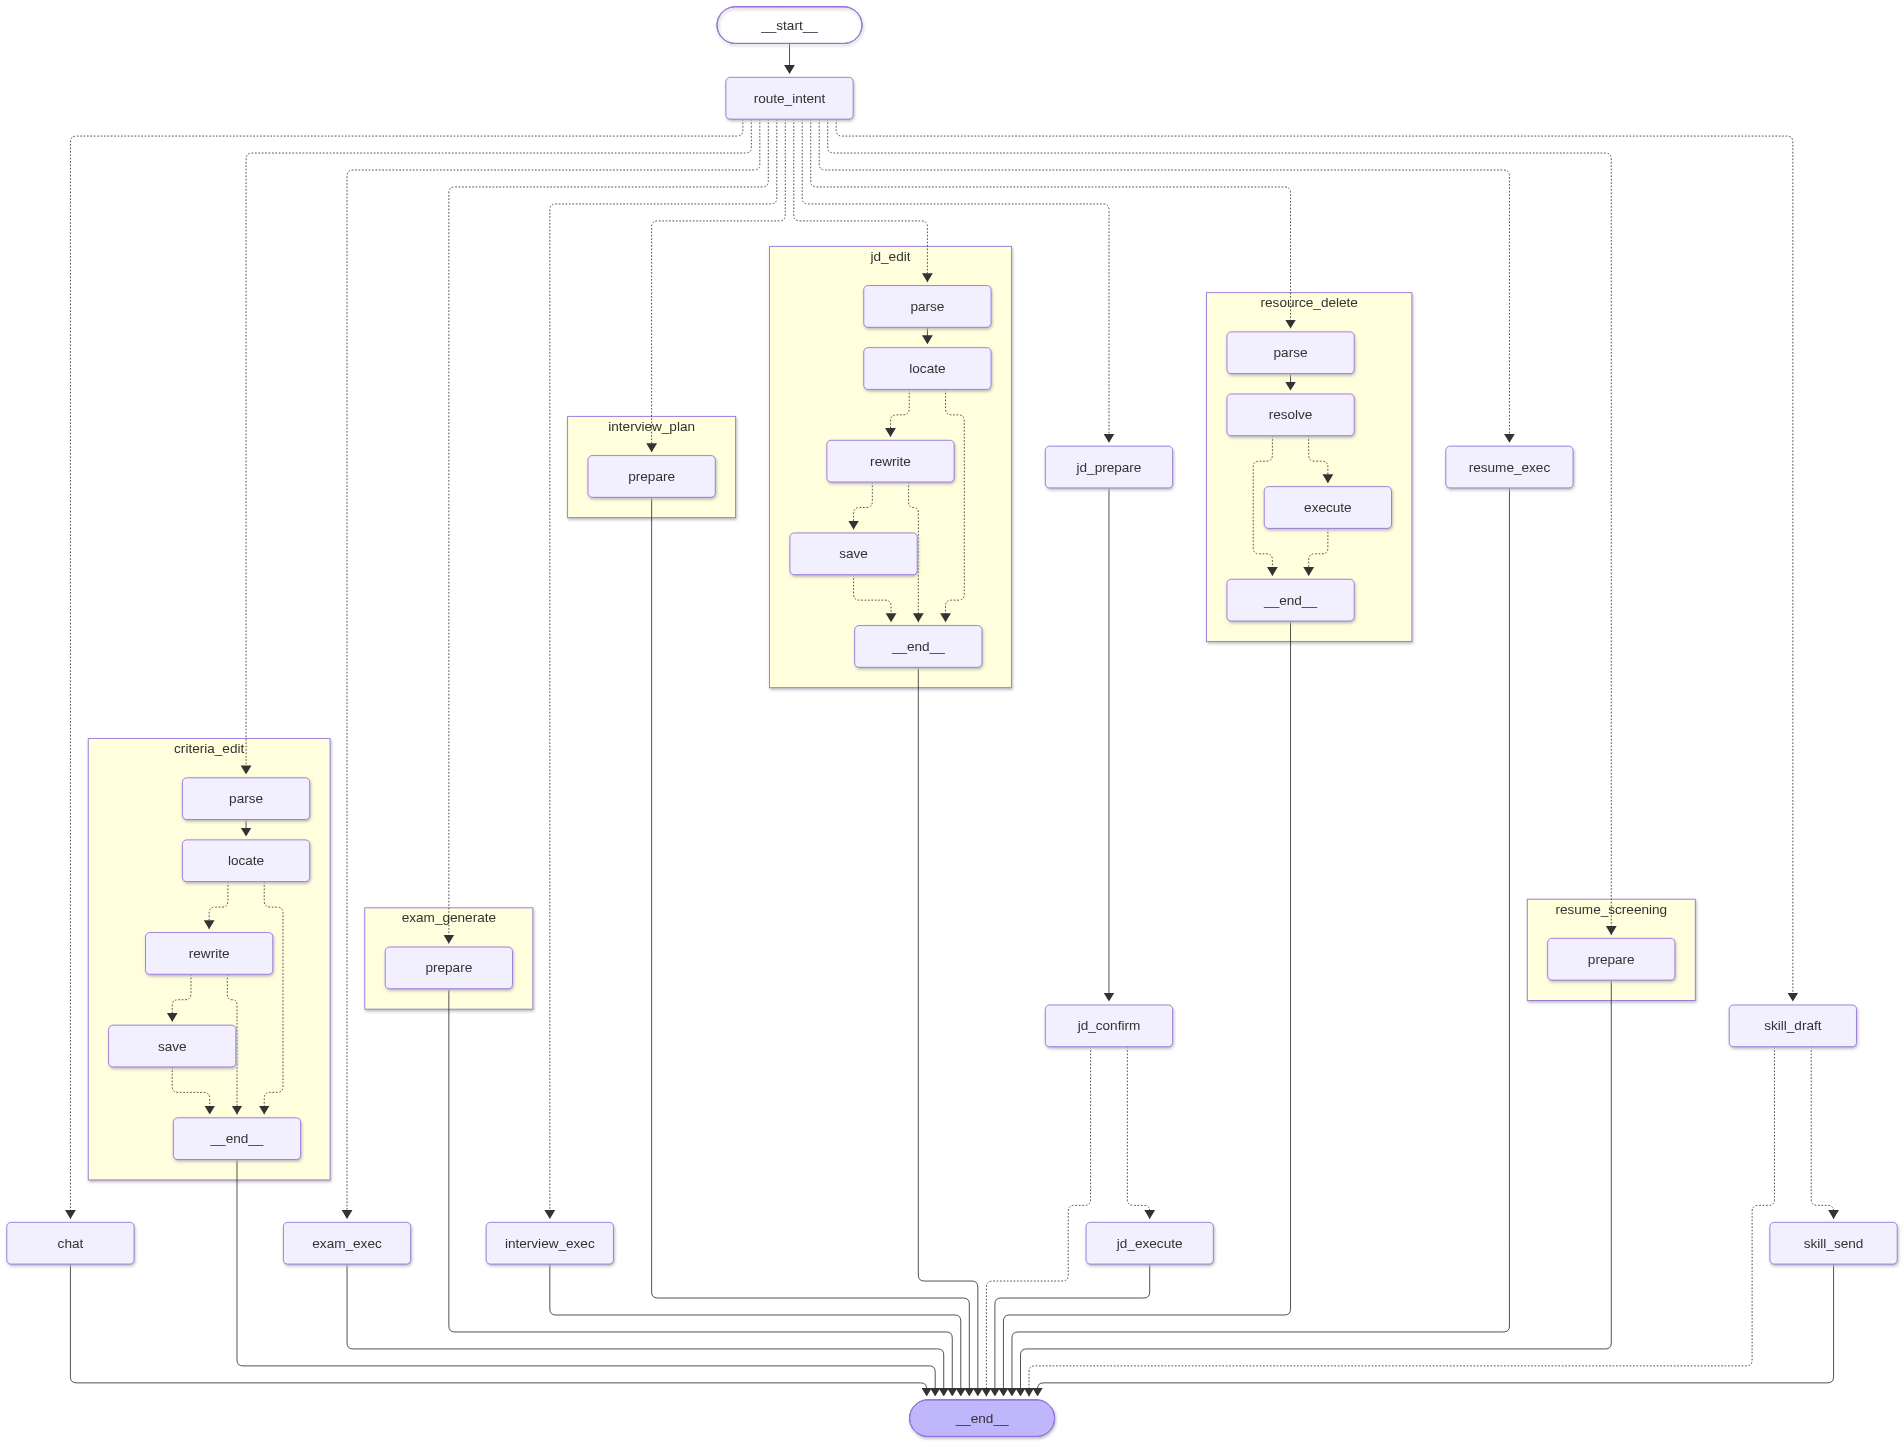 __start__
route_intent
jd_edit
parse
locate
rewrite
save
__end__
resource_delete
parse
resolve
execute
__end__
interview_plan
prepare
jd_prepare
resume_exec
criteria_edit
parse
locate
rewrite
save
__end__
exam_generate
prepare
resume_screening
prepare
jd_confirm
skill_draft
chat
exam_exec
interview_exec
jd_execute
skill_send
__end__